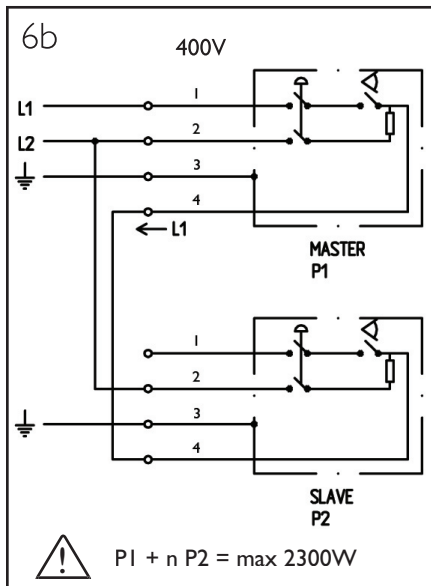 6b
400V
L1
1
L2
2
3
4
← L1
MASTER
P1
1
2
3
4
SLAVE
P2
P1 + n P2 = max 2300W